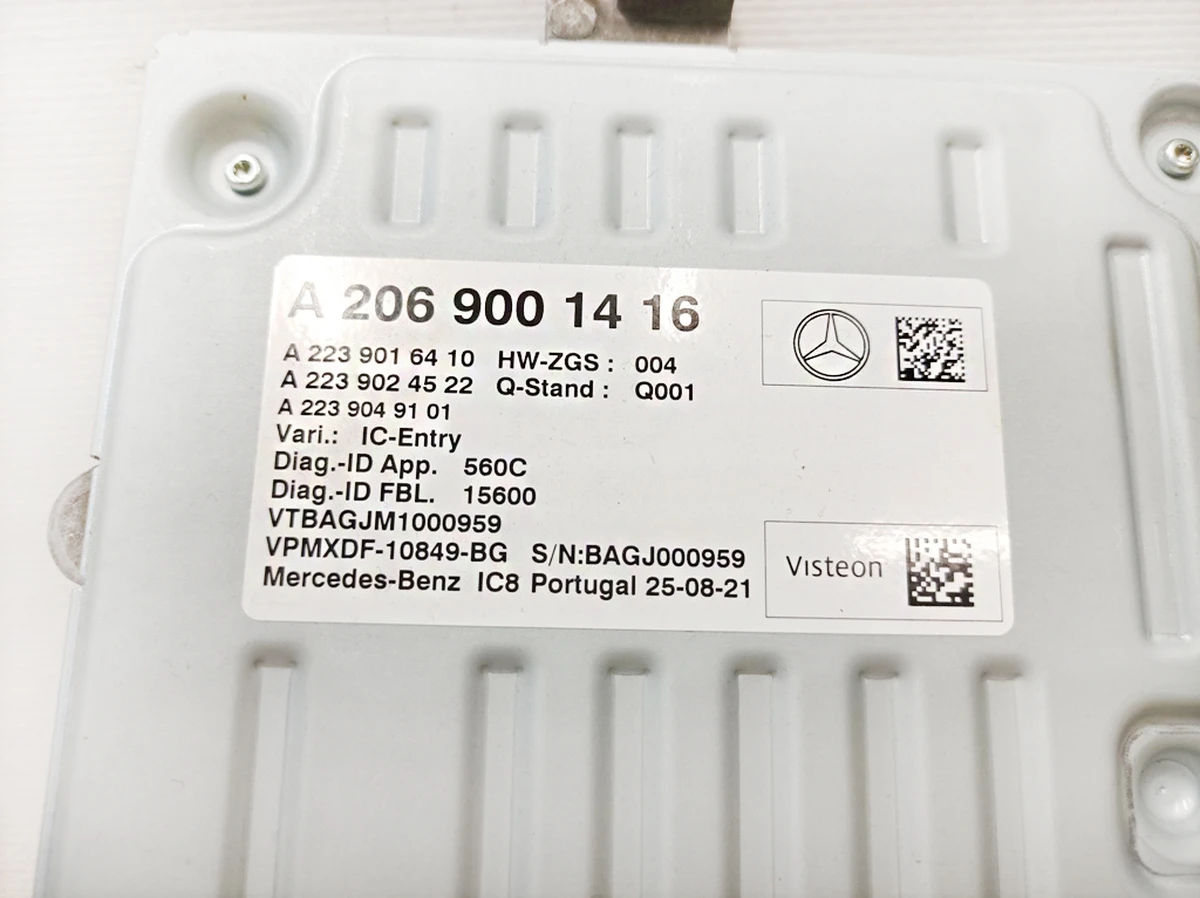 A 206 900 14 16
A 223 901 64 10 HW-ZGS : 004
A 223 902 45 22 Q-Stand : Q001
A 223 904 91 01
Vari.: IC-Entry
Diag.-ID App. 560C
Diag.-ID FBL. 15600
VTBAGJM1000959
VPMXDF-10849-BG S/N:BAGJ000959
Mercedes-Benz IC8 Portugal 25-08-21
Visteon